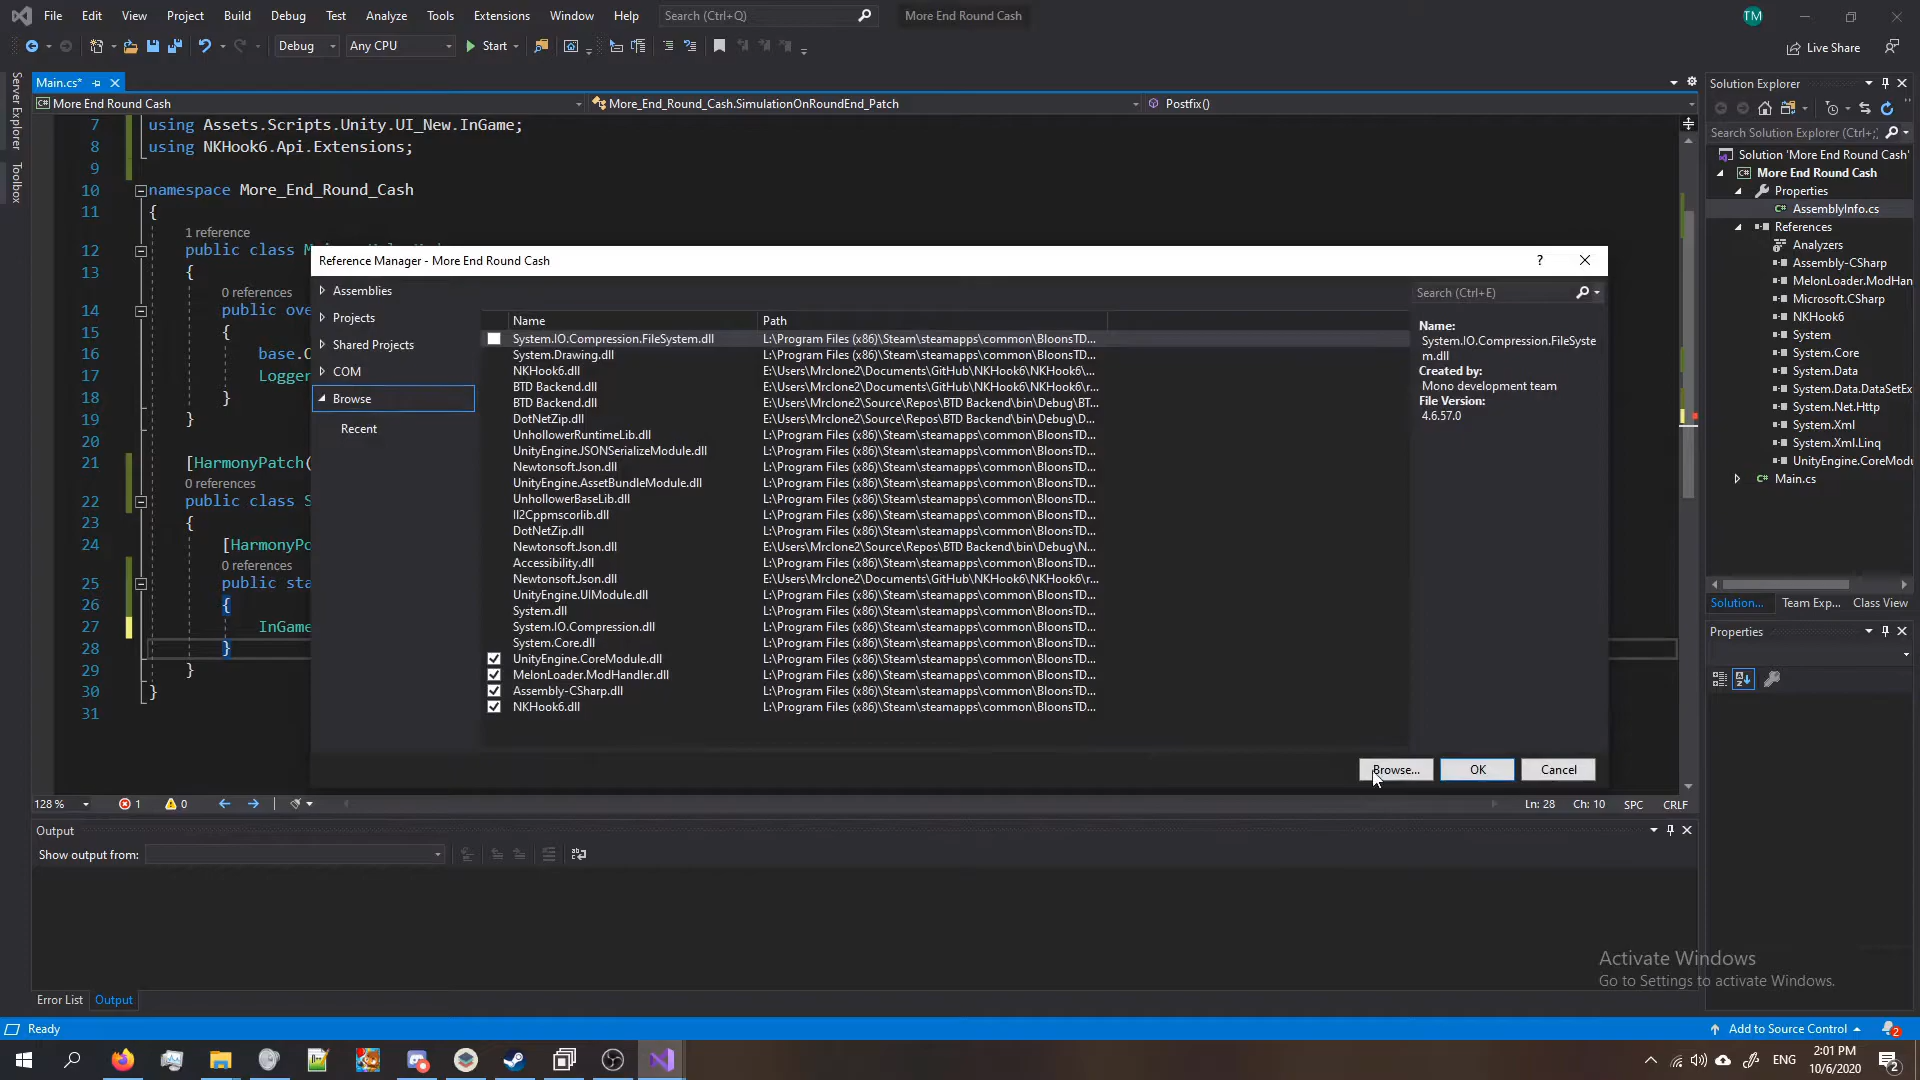 File Edit View Project Build Debug Test Analyze Tools Extensions Window Help Search (Ctrl+Q) More End Round Cash TM
Debug Any CPU Start Live Share
Server Explorer
Toolbox
Main.cs*
More End Round Cash More_End_Round_Cash.SimulationOnRoundEnd_Patch Postfix()
7 using Assets.Scripts.Unity.UI_New.InGame;
8 using NKHook6.Api.Extensions;
9
10 namespace More_End_Round_Cash
11 {
1 reference
12 public class
13 {
0 references
14 public ove
15 {
16 base.O
17 Logger
18 }
19 }
20
21 [HarmonyPatch(
0 references
22 public class S
23 {
24 [HarmonyPo
0 references
25 public sta
26 {
27 InGame
28 }
29 }
30 }
31
Reference Manager - More End Round Cash ?
Assemblies
Projects
Shared Projects
COM
Browse
Recent
Search (Ctrl+E)
Name Path
System.IO.Compression.FileSystem.dll L:\Program Files (x86)\Steam\steamapps\common\BloonsTD...
System.Drawing.dll L:\Program Files (x86)\Steam\steamapps\common\BloonsTD...
NKHook6.dll E:\Users\Mrclone2\Documents\GitHub\NKHook6\NKHook6\...
BTD Backend.dll E:\Users\Mrclone2\Documents\GitHub\NKHook6\NKHook6\r...
BTD Backend.dll E:\Users\Mrclone2\Source\Repos\BTD Backend\bin\Debug\BT...
DotNetZip.dll E:\Users\Mrclone2\Source\Repos\BTD Backend\bin\Debug\D...
UnhollowerRuntimeLib.dll L:\Program Files (x86)\Steam\steamapps\common\BloonsTD...
UnityEngine.JSONSerializeModule.dll L:\Program Files (x86)\Steam\steamapps\common\BloonsTD...
Newtonsoft.Json.dll L:\Program Files (x86)\Steam\steamapps\common\BloonsTD...
UnityEngine.AssetBundleModule.dll L:\Program Files (x86)\Steam\steamapps\common\BloonsTD...
UnhollowerBaseLib.dll L:\Program Files (x86)\Steam\steamapps\common\BloonsTD...
Il2Cppmscorlib.dll L:\Program Files (x86)\Steam\steamapps\common\BloonsTD...
DotNetZip.dll L:\Program Files (x86)\Steam\steamapps\common\BloonsTD...
Newtonsoft.Json.dll E:\Users\Mrclone2\Source\Repos\BTD Backend\bin\Debug\N...
Accessibility.dll L:\Program Files (x86)\Steam\steamapps\common\BloonsTD...
Newtonsoft.Json.dll E:\Users\Mrclone2\Documents\GitHub\NKHook6\NKHook6\r...
UnityEngine.UIModule.dll L:\Program Files (x86)\Steam\steamapps\common\BloonsTD...
System.dll L:\Program Files (x86)\Steam\steamapps\common\BloonsTD...
System.IO.Compression.dll L:\Program Files (x86)\Steam\steamapps\common\BloonsTD...
System.Core.dll L:\Program Files (x86)\Steam\steamapps\common\BloonsTD...
UnityEngine.CoreModule.dll L:\Program Files (x86)\Steam\steamapps\common\BloonsTD...
MelonLoader.ModHandler.dll L:\Program Files (x86)\Steam\steamapps\common\BloonsTD...
Assembly-CSharp.dll L:\Program Files (x86)\Steam\steamapps\common\BloonsTD...
NKHook6.dll L:\Program Files (x86)\Steam\steamapps\common\BloonsTD...
Name:
System.IO.Compression.FileSyste
m.dll
Created by:
Mono development team
File Version:
4.6.57.0
Browse... OK Cancel
Solution Explorer
Search Solution Explorer (Ctrl+;
Solution 'More End Round Cash'
More End Round Cash
Properties
AssemblyInfo.cs
References
Analyzers
Assembly-CSharp
MelonLoader.ModHan
Microsoft.CSharp
NKHook6
System
System.Core
System.Data
System.Data.DataSetEx
System.Net.Http
System.Xml
System.Xml.Linq
UnityEngine.CoreModu
Main.cs
Solution... Team Exp... Class View
Properties
128 % 1 0 Ln: 28 Ch: 10 SPC CRLF
Output
Show output from:
Error List Output
Activate Windows
Go to Settings to activate Windows.
Ready Add to Source Control 2
ENG 2:01 PM
10/6/2020 2